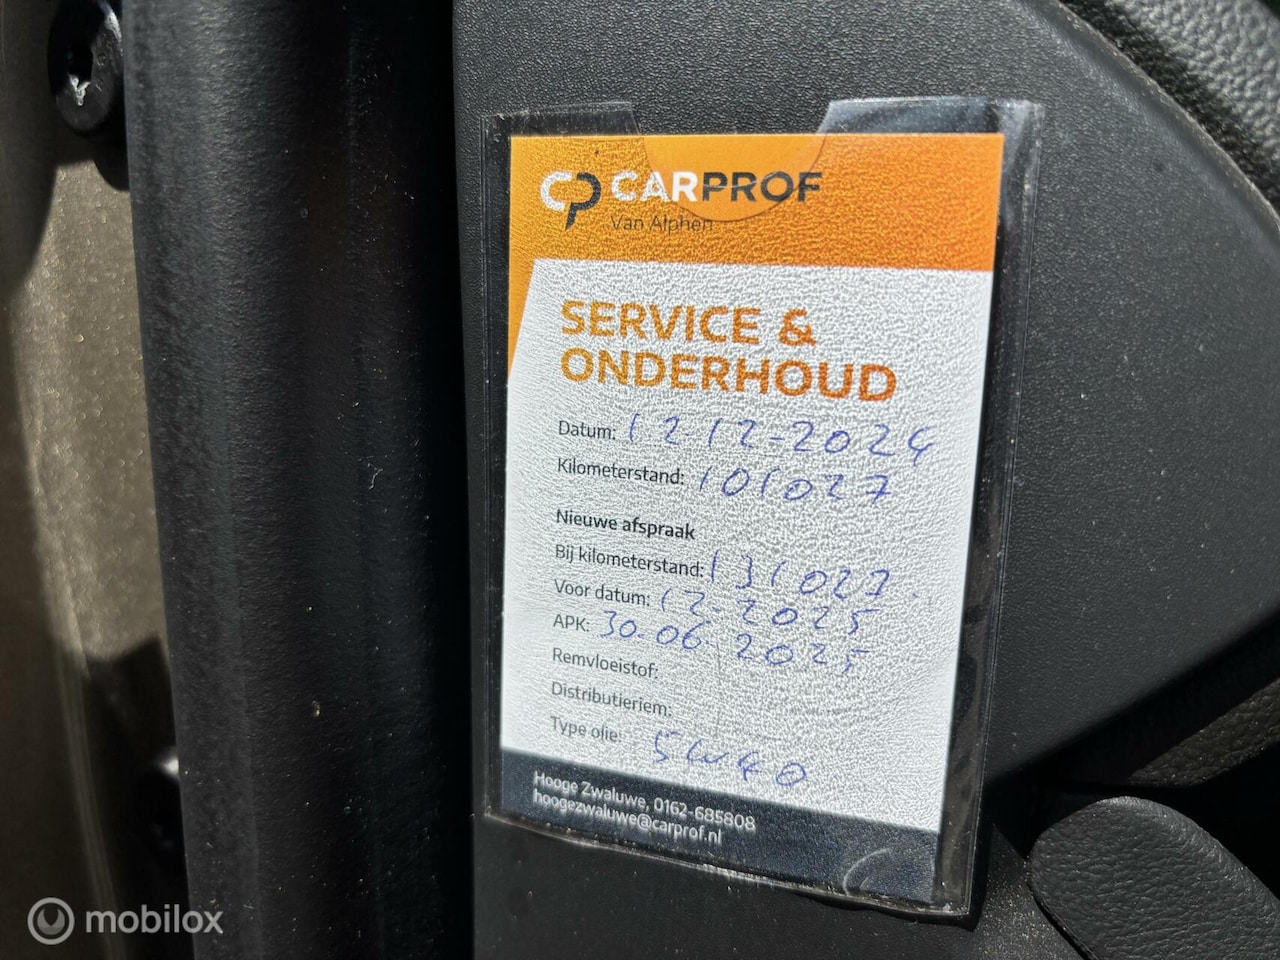 CP CARPROF
Van Alphen
SERVICE &
ONDERHOUD
Datum: 12-12-2024
Kilometerstand: 101027
Nieuwe afspraak
Bij kilometerstand: 131027.
Voor datum: 12-2025
APK: 30-06-2025
Remvloeistof:
Distributieriem:
Type olie: 5w40
Hooge Zwaluwe, 0162-685808
hoogezwaluwe@carprof.nl
mobilox